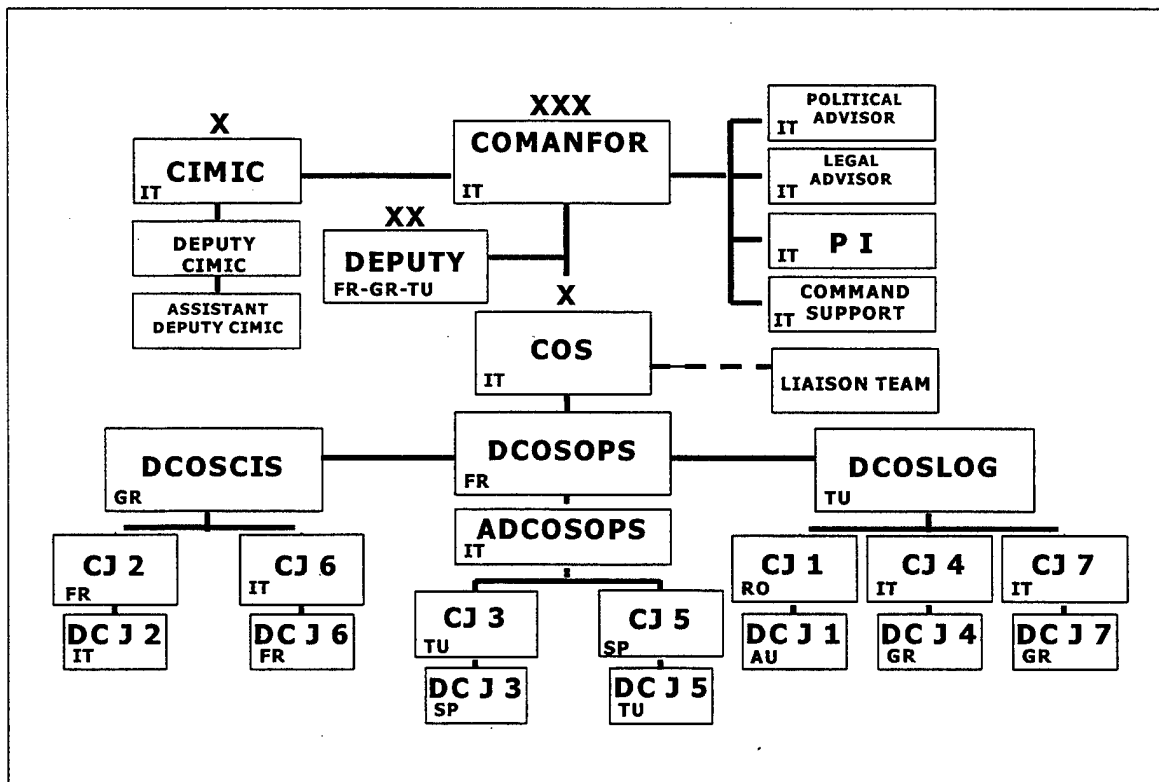 XXX
COMANFOR
IT
X
CIMIC
IT
DEPUTY
CIMIC
ASSISTANT
DEPUTY CIMIC
XX
DEPUTY
FR-GR-TU
POLITICAL
ADVISOR
IT
LEGAL
ADVISOR
IT
P I
IT
COMMAND
SUPPORT
IT
X
COS
IT
LIAISON TEAM
DCOSCIS
GR
DCOSOPS
FR
DCOSLOG
TU
ADCOSOPS
IT
CJ 2
FR
CJ 6
IT
DC J 2
IT
DC J 6
FR
CJ 3
TU
CJ 5
SP
DC J 3
SP
DC J 5
TU
CJ 1
RO
CJ 4
IT
CJ 7
IT
DC J 1
AU
DC J 4
GR
DC J 7
GR